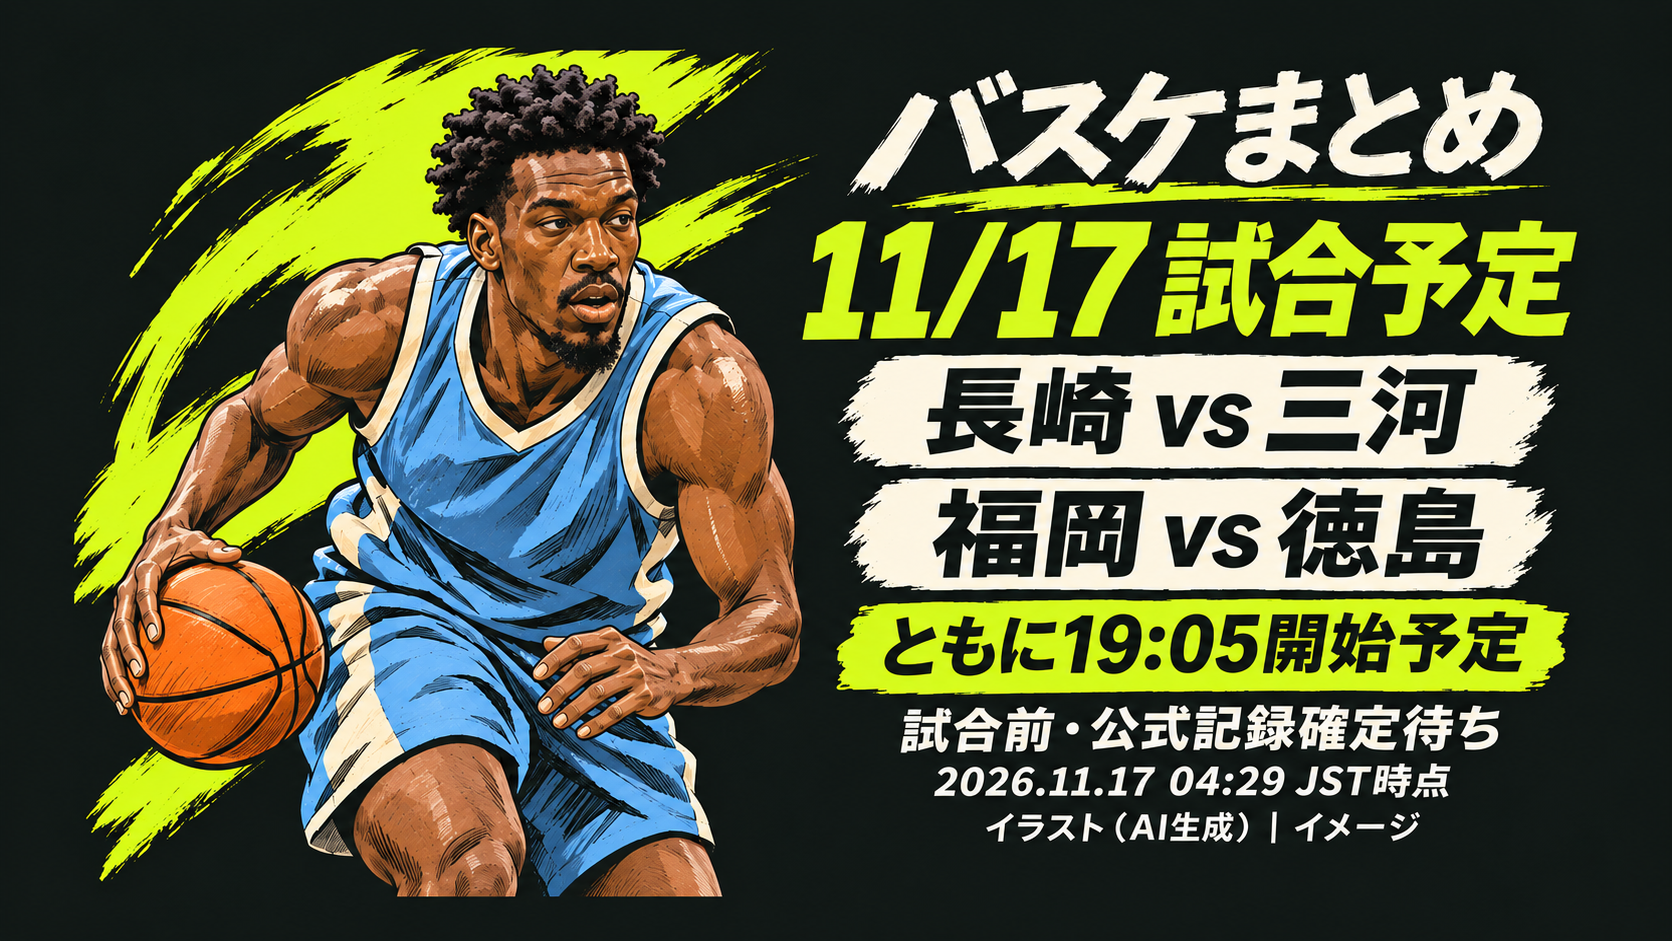 バスケまとめ
11/17 試合予定
長崎 vs 三河
福岡 vs 徳島
ともに19:05開始予定
試合前・公式記録確定待ち
2026.11.17 04:29 JST時点
イラスト（AI生成）| イメージ